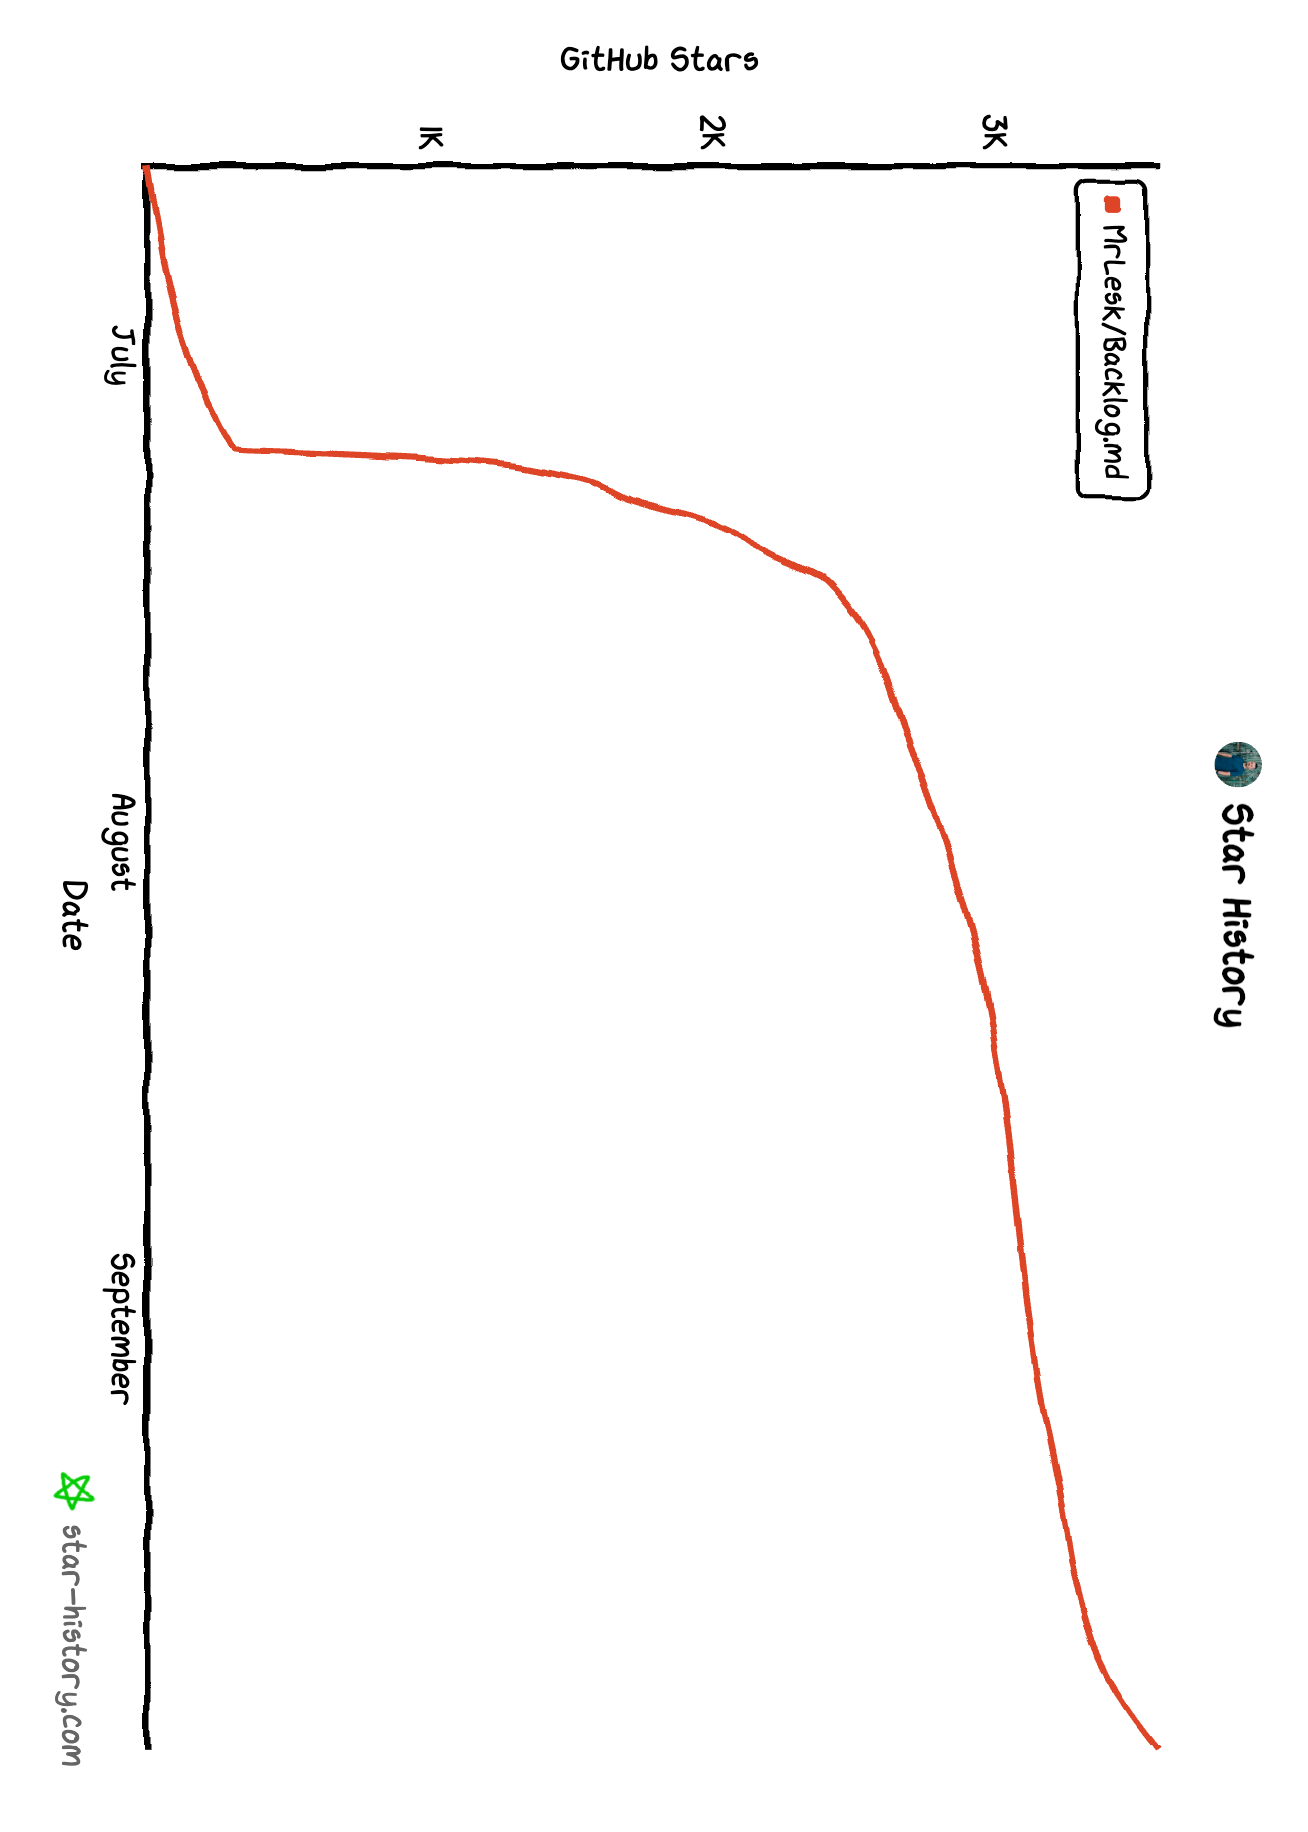 Star History
MrLesk/Backlog.md
GitHub Stars
3K
2K
1K
July
August
September
Date
star-history.com